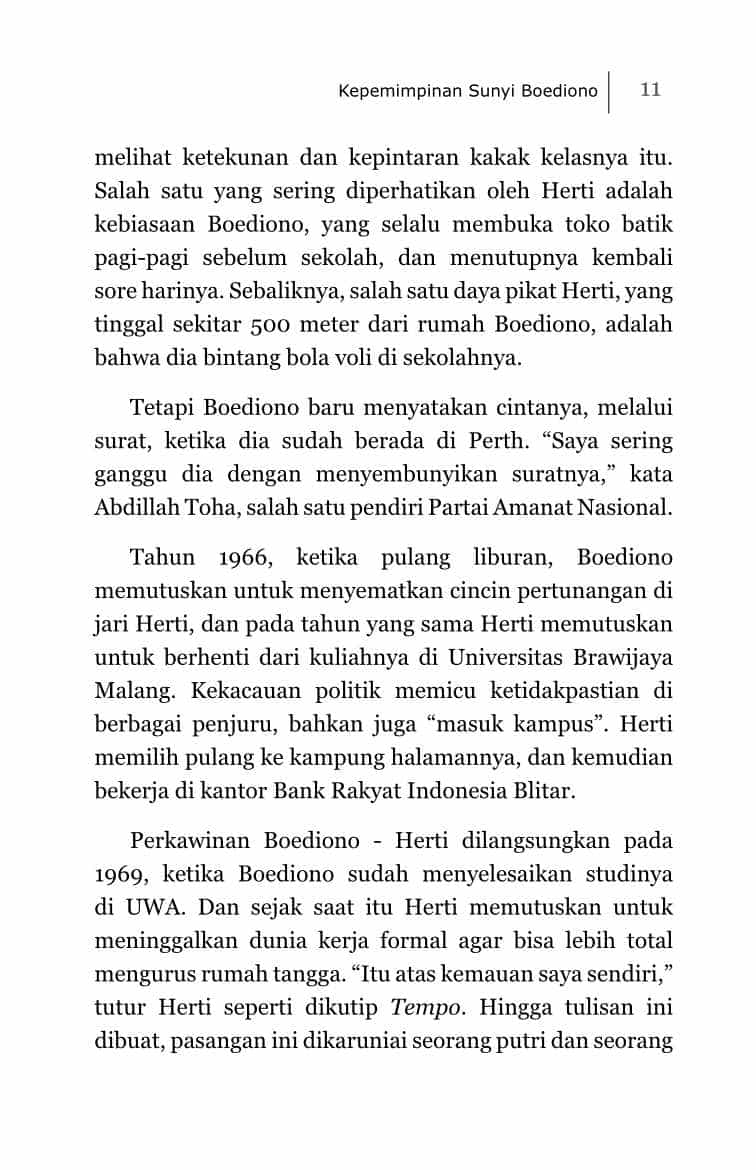 Kepemimpinan Sunyi Boediono 11
melihat ketekunan dan kepintaran kakak kelasnya itu.
Salah satu yang sering diperhatikan oleh Herti adalah
kebiasaan Boediono, yang selalu membuka toko batik
pagi-pagi sebelum sekolah, dan menutupnya kembali
sore harinya. Sebaliknya, salah satu daya pikat Herti, yang
tinggal sekitar 500 meter dari rumah Boediono, adalah
bahwa dia bintang bola voli di sekolahnya.
Tetapi Boediono baru menyatakan cintanya, melalui
surat, ketika dia sudah berada di Perth. “Saya sering
ganggu dia dengan menyembunyikan suratnya,” kata
Abdillah Toha, salah satu pendiri Partai Amanat Nasional.
Tahun 1966, ketika pulang liburan, Boediono
memutuskan untuk menyematkan cincin pertunangan di
jari Herti, dan pada tahun yang sama Herti memutuskan
untuk berhenti dari kuliahnya di Universitas Brawijaya
Malang. Kekacauan politik memicu ketidakpastian di
berbagai penjuru, bahkan juga “masuk kampus”. Herti
memilih pulang ke kampung halamannya, dan kemudian
bekerja di kantor Bank Rakyat Indonesia Blitar.
Perkawinan Boediono - Herti dilangsungkan pada
1969, ketika Boediono sudah menyelesaikan studinya
di UWA. Dan sejak saat itu Herti memutuskan untuk
meninggalkan dunia kerja formal agar bisa lebih total
mengurus rumah tangga. “Itu atas kemauan saya sendiri,”
tutur Herti seperti dikutip Tempo. Hingga tulisan ini
dibuat, pasangan ini dikaruniai seorang putri dan seorang